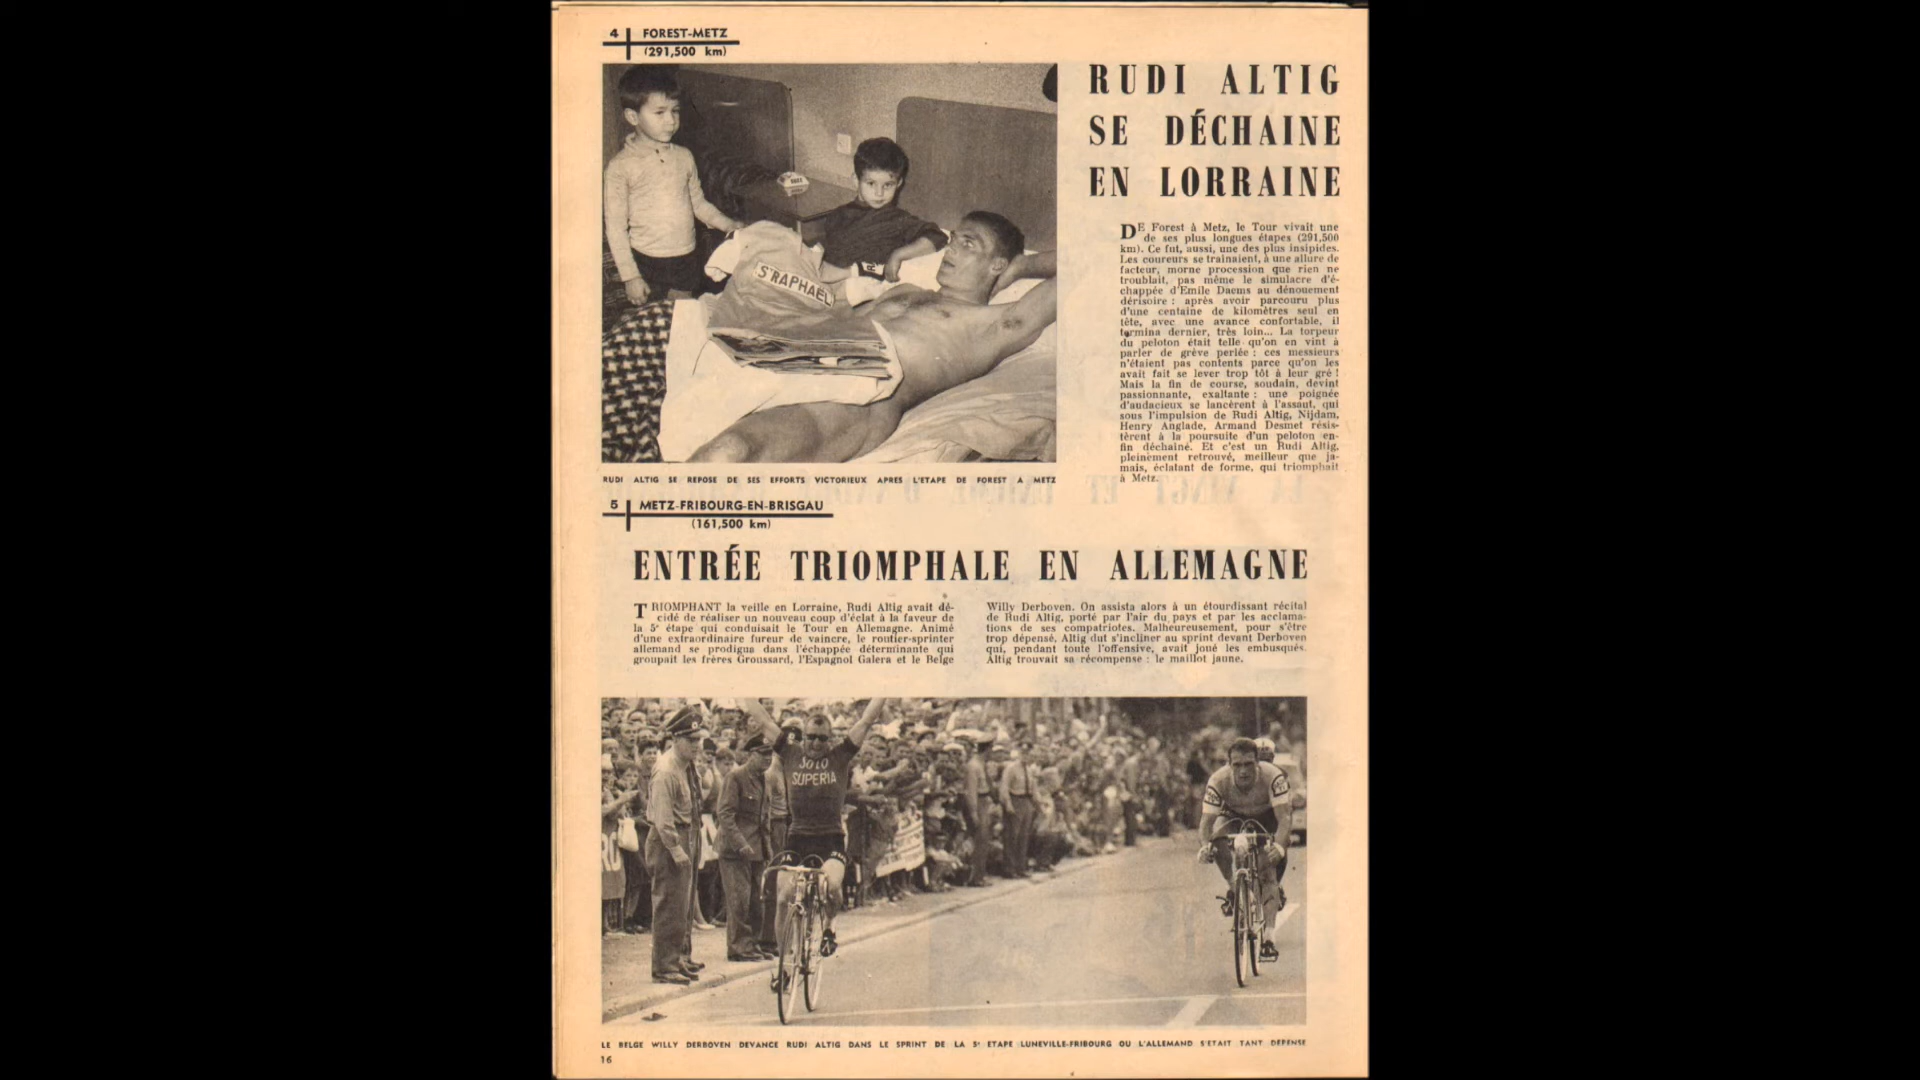 4 FOREST-METZ
(291,500 km)
RUDI ALTIG
SE DÉCHAINE
EN LORRAINE
ST RAPHAËL
DE Forest à Metz, le Tour vivait une
de ses plus longues étapes (291,500
km). Ce fut, aussi, une des plus insipides.
Les coureurs se traînaient, à une allure de
facteur, morne procession que rien ne
troublait, pas même le simulacre d'é-
chappée d'Emile Daems au dénouement
dérisoire : après avoir parcouru plus
d'une centaine de kilomètres seul en
tête, avec une avance confortable, il
termina dernier, très loin... La torpeur
du peloton était telle qu'on en vint à
parler de grève perlée : ces messieurs
n'étaient pas contents parce qu'on les
avait fait se lever trop tôt à leur gré !
Mais la fin de course, soudain, devint
passionnante, exaltante : une poignée
d'audacieux se lancèrent à l'assaut, qui
sous l'impulsion de Rudi Altig, Nijdam,
Henry Anglade, Armand Desmet résis-
tèrent à la poursuite d'un peloton en-
fin déchaîné. Et c'est un Rudi Altig,
pleinement retrouvé, meilleur que ja-
mais, éclatant de forme, qui triomphait
à Metz.
RUDI ALTIG SE REPOSE DE SES EFFORTS VICTORIEUX APRES L'ETAPE DE FOREST A METZ
5 METZ-FRIBOURG-EN-BRISGAU
(161,500 km)
ENTRÉE TRIOMPHALE EN ALLEMAGNE
TRIOMPHANT la veille en Lorraine, Rudi Altig avait dé-
cidé de réaliser un nouveau coup d'éclat à la faveur de
la 5e étape qui conduisait le Tour en Allemagne. Animé
d'une extraordinaire fureur de vaincre, le routier-sprinter
allemand se prodigua dans l'échappée déterminante qui
groupait les frères Groussard, l'Espagnol Galera et le Belge
Willy Derboven. On assista alors à un étourdissant récital
de Rudi Altig, porté par l'air du pays et par les acclama-
tions de ses compatriotes. Malheureusement, pour s'être
trop dépensé, Altig dut s'incliner au sprint devant Derboven
qui, pendant toute l'offensive, avait joué les embusqués.
Altig trouvait sa récompense : le maillot jaune.
SOLO
SUPERIA
LE BELGE WILLY DERBOVEN DEVANCE RUDI ALTIG DANS LE SPRINT DE LA 5e ETAPE LUNEVILLE-FRIBOURG OU L'ALLEMAND S'ETAIT TANT DEPENSE
16